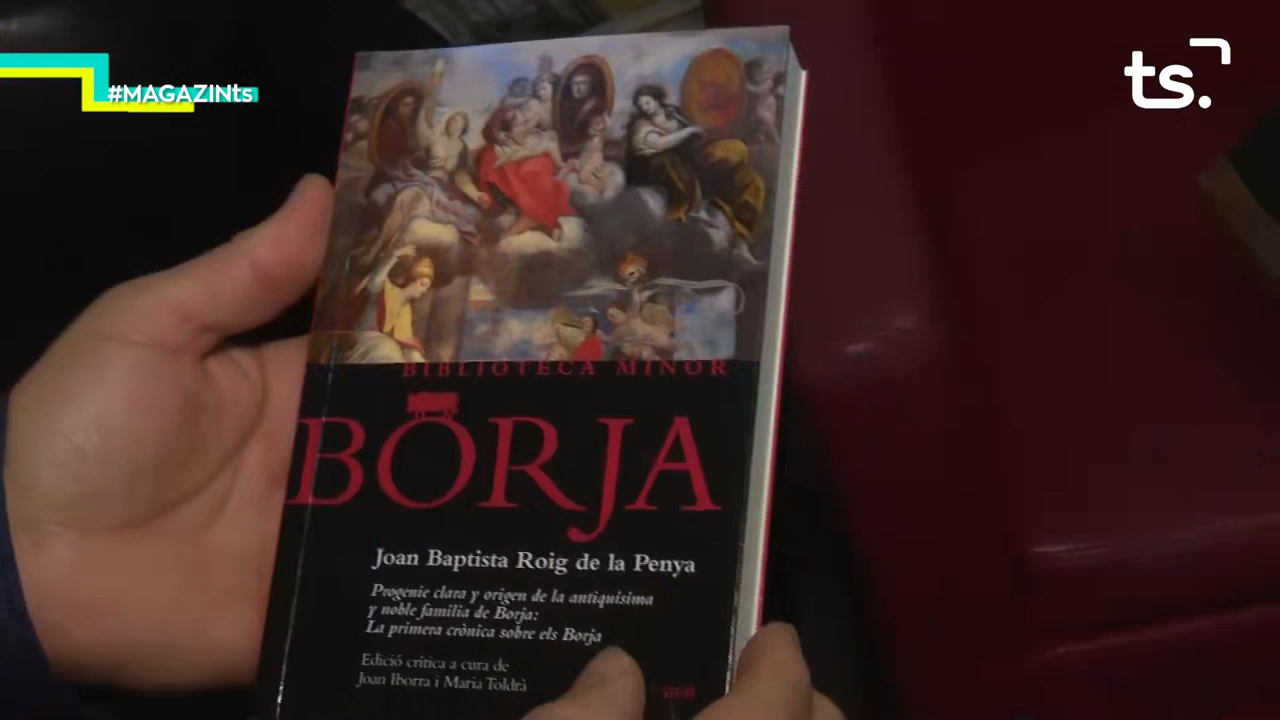 #MAGAZINts
ts.
BIBLIOTECA MINOR
BORJA
Joan Baptista Roig de la Penya
Progenie clara y origen de la antiquísima
y noble familia de Borja:
La primera crònica sobre els Borja
Edició crítica a cura de
Joan Iborra i Maria Toldrà